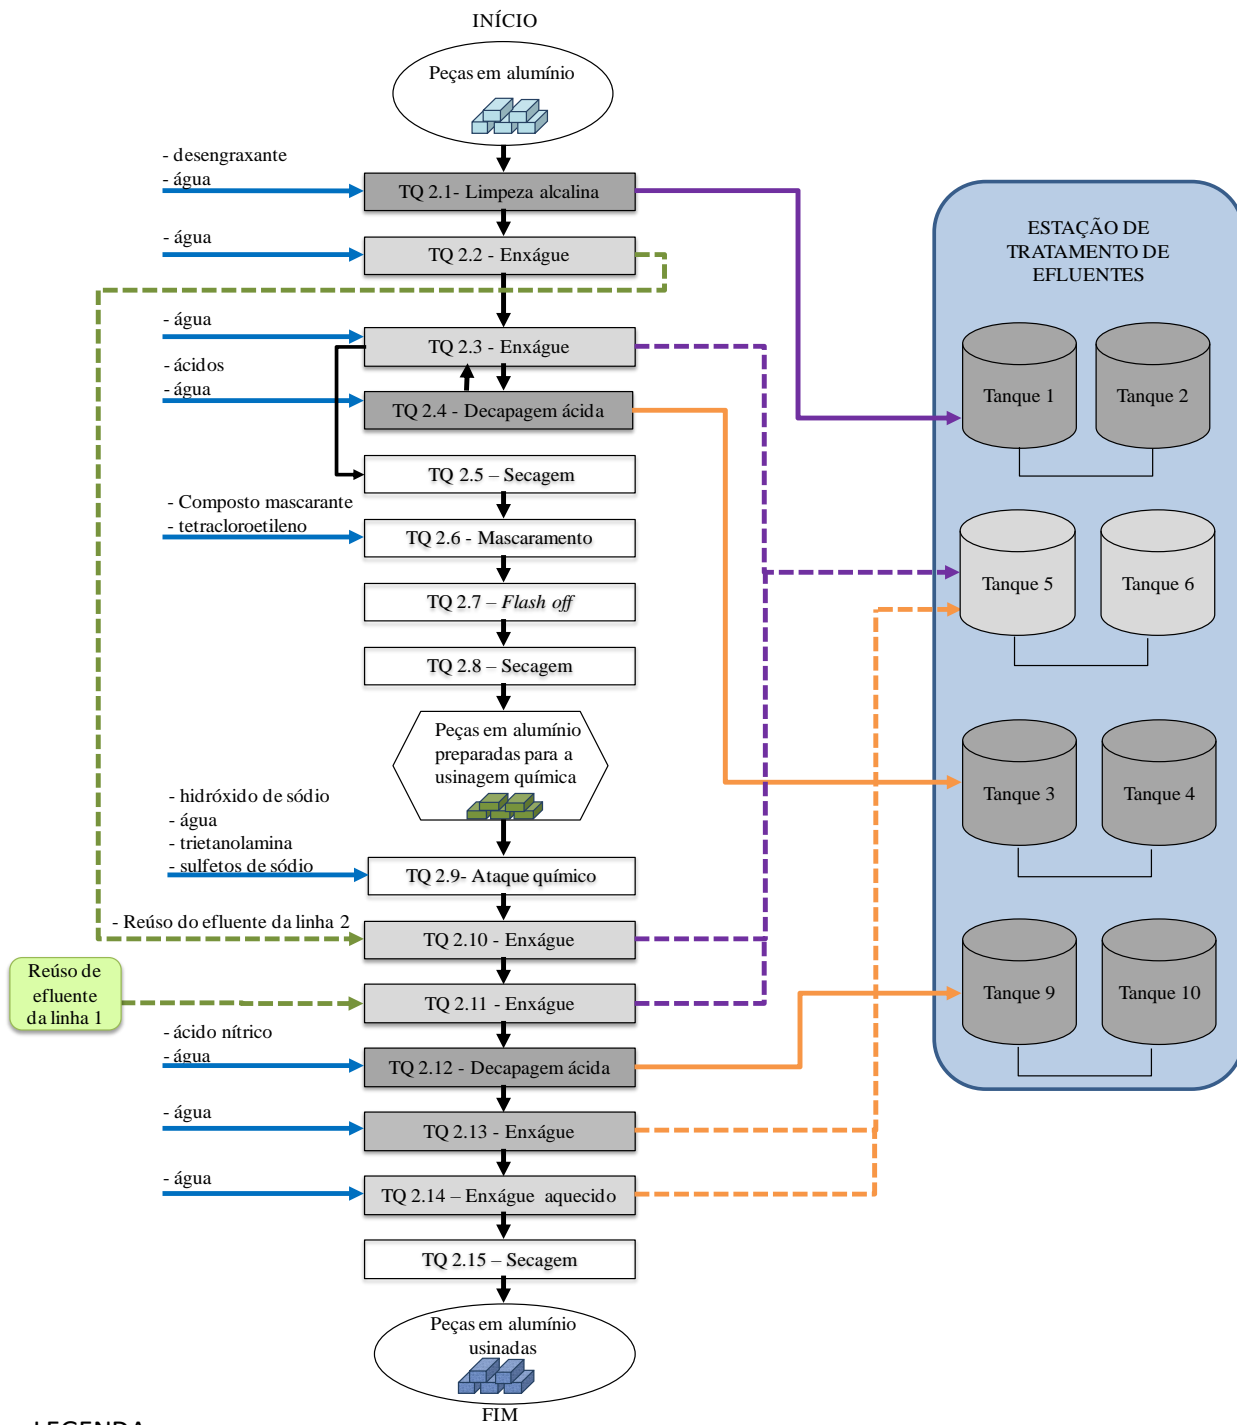 INÍCIO
Peças em alumínio
- desengraxante
- água
TQ 2.1- Limpeza alcalina
- água
TQ 2.2 - Enxágue
- água
TQ 2.3 - Enxágue
- ácidos
- água
TQ 2.4 - Decapagem ácida
TQ 2.5 – Secagem
- Composto mascarante
- tetracloroetileno
TQ 2.6 - Mascaramento
TQ 2.7 – Flash off
TQ 2.8 – Secagem
Peças em alumínio
preparadas para a
usinagem química
- hidróxido de sódio
- água
- trietanolamina
- sulfetos de sódio
TQ 2.9- Ataque químico
- Reúso do efluente da linha 2
TQ 2.10 - Enxágue
Reúso de
efluente
da linha 1
TQ 2.11 - Enxágue
- ácido nítrico
- água
TQ 2.12 - Decapagem ácida
- água
TQ 2.13 - Enxágue
- água
TQ 2.14 – Enxágue aquecido
TQ 2.15 – Secagem
Peças em alumínio
usinadas
FIM
ESTAÇÃO DE
TRATAMENTO DE
EFLUENTES
Tanque 1
Tanque 2
Tanque 5
Tanque 6
Tanque 3
Tanque 4
Tanque 9
Tanque 10
LEGENDA